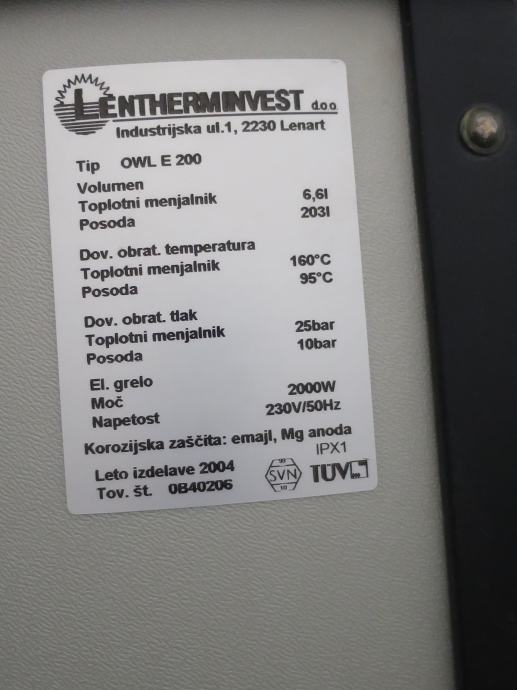 LENTHERMINVEST d.o.o.
Industrijska ul.1, 2230 Lenart
Tip OWL E 200
Volumen
Toplotni menjalnik 6,6l
Posoda 203l
Dov. obrat. temperatura
Toplotni menjalnik 160°C
Posoda 95°C
Dov. obrat. tlak
Toplotni menjalnik 25bar
Posoda 10bar
El. grelo
Moč 2000W
Napetost 230V/50Hz
Korozijska zaščita: emajl, Mg anoda
IPX1
Leto izdelave 2004
Tov. št. 0B40206
SVN
TÜV